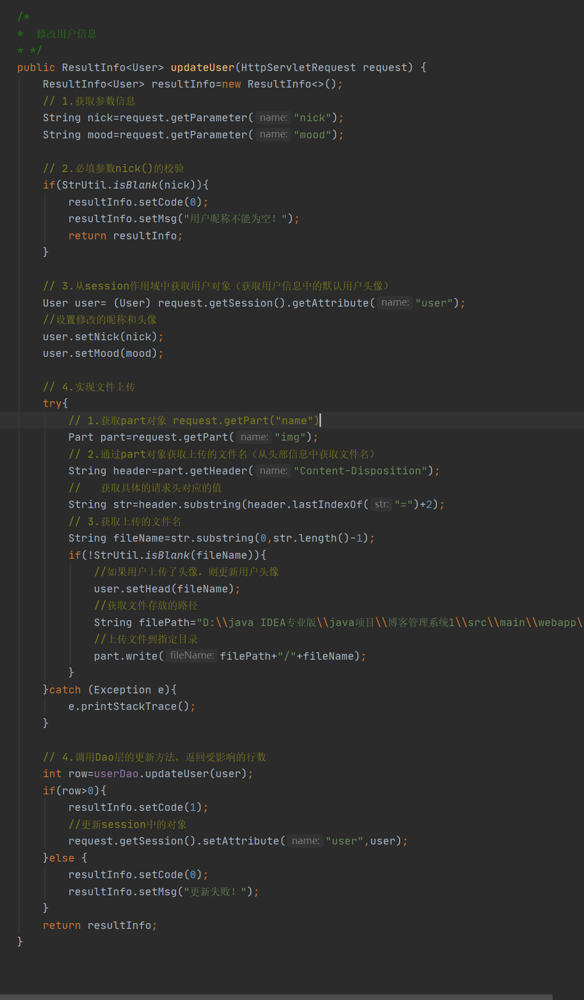 /*
*  修改用户信息
* */
public ResultInfo<User> updateUser(HttpServletRequest request) {
ResultInfo<User> resultInfo=new ResultInfo<>();
// 1.获取参数信息
String nick=request.getParameter( name: "nick");
String mood=request.getParameter( name: "mood");
// 2.必填参数nick()的校验
if(StrUtil.isBlank(nick)){
resultInfo.setCode(0);
resultInfo.setMsg("用户昵称不能为空！");
return resultInfo;
}
// 3.从session作用域中获取用户对象（获取用户信息中的默认用户头像）
User user= (User) request.getSession().getAttribute( name: "user");
//设置修改的昵称和头像
user.setNick(nick);
user.setMood(mood);
// 4.实现文件上传
try{
// 1.获取part对象 request.getPart("name")
Part part=request.getPart( name: "img");
// 2.通过part对象获取上传的文件名（从头部信息中获取文件名）
String header=part.getHeader( name: "Content-Disposition");
//   获取具体的请求头对应的值
String str=header.substring(header.lastIndexOf( str: "=")+2);
// 3.获取上传的文件名
String fileName=str.substring(0,str.length()-1);
if(!StrUtil.isBlank(fileName)){
//如果用户上传了头像，则更新用户头像
user.setHead(fileName);
//获取文件存放的路径
String filePath="D:\\java IDEA专业版\\java项目\\博客管理系统1\\src\\main\\webapp\
//上传文件到指定目录
part.write( fileName: filePath+"/"+fileName);
}
}catch (Exception e){
e.printStackTrace();
}
// 4.调用Dao层的更新方法，返回受影响的行数
int row=userDao.updateUser(user);
if(row>0){
resultInfo.setCode(1);
//更新session中的对象
request.getSession().setAttribute( name: "user",user);
}else {
resultInfo.setCode(0);
resultInfo.setMsg("更新失败！");
}
return resultInfo;
}